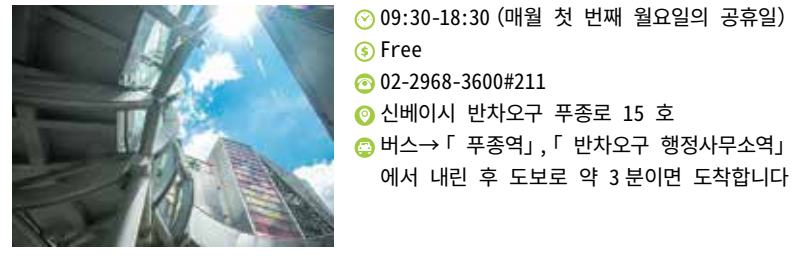 09:30-18:30 (매월 첫 번째 월요일의 공휴일)
Free
02-2968-3600#211
신베이시 반차오구 푸종로 15 호
버스→「 푸종역」,「 반차오구 행정사무소역」
에서 내린 후 도보로 약 3 분이면 도착합니다